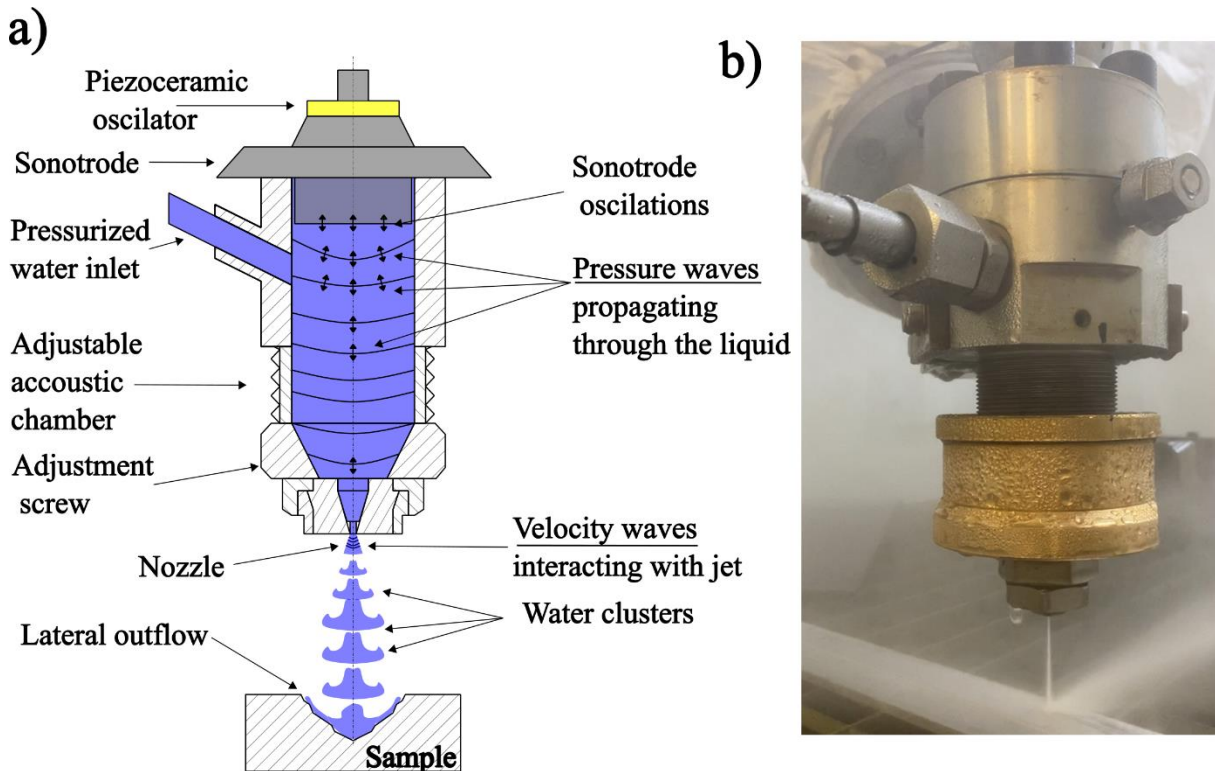 a)
Piezoceramic
oscilator
Sonotrode
Pressurized
water inlet
Adjustable
accoustic
chamber
Adjustment
screw
Nozzle
Lateral outflow
Sonotrode
oscilations
Pressure waves
propagating
through the liquid
Velocity waves
interacting with jet
Water clusters
Sample
b)